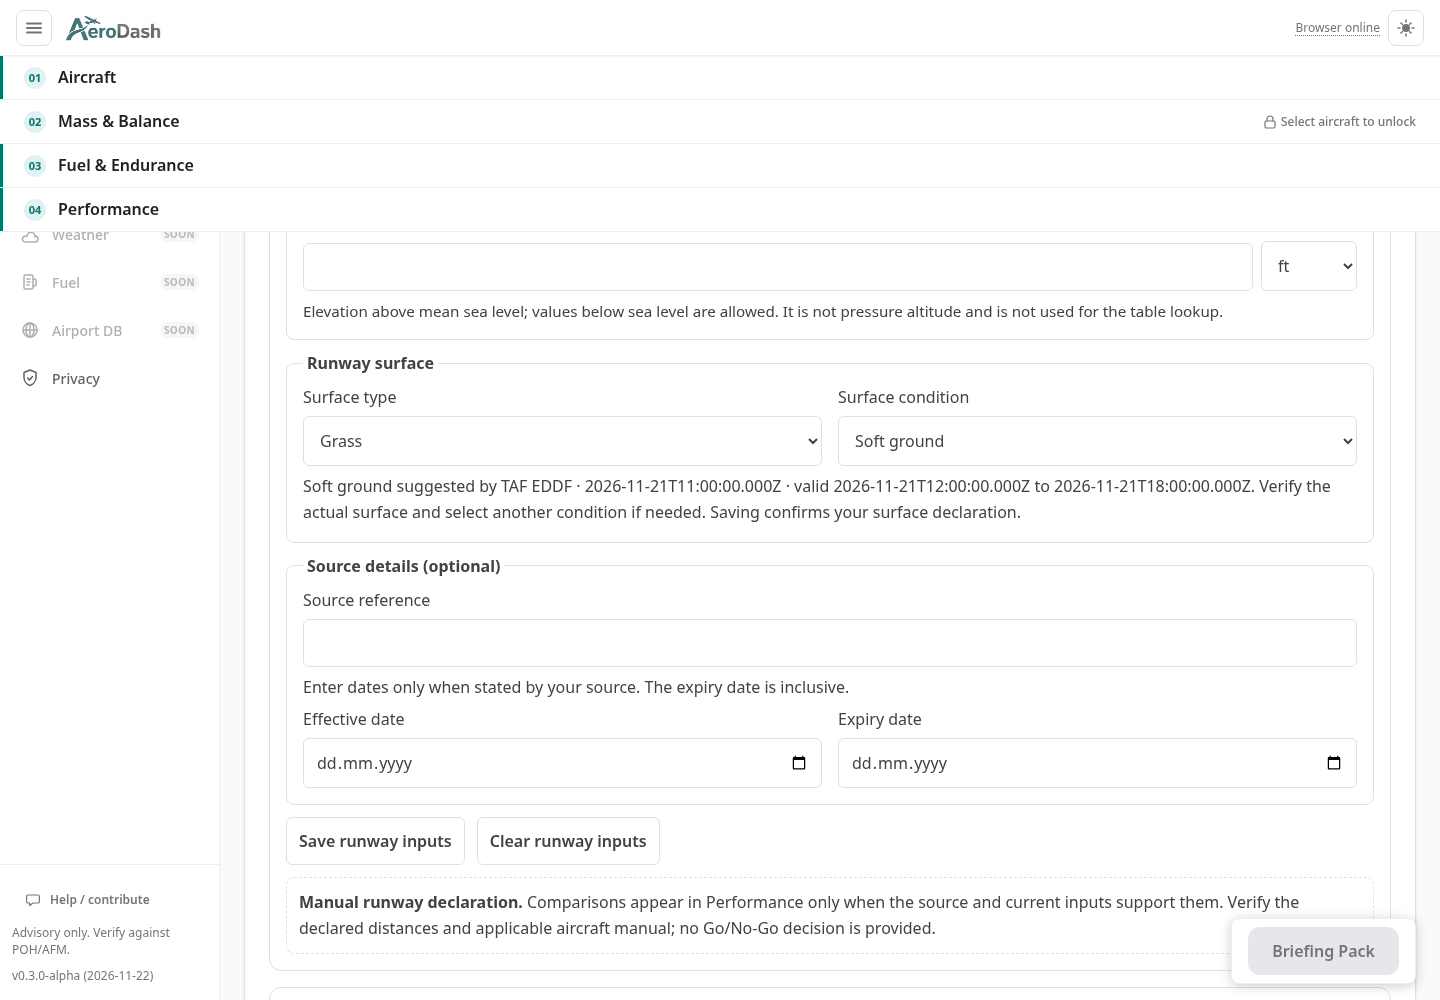 AeroDash
Browser online
01 Aircraft
02 Mass & Balance
Select aircraft to unlock
03 Fuel & Endurance
04 Performance
Weather SOON
Fuel SOON
Airport DB SOON
Privacy
ft
Elevation above mean sea level; values below sea level are allowed. It is not pressure altitude and is not used for the table lookup.
Runway surface
Surface type
Surface condition
Grass
Soft ground
Soft ground suggested by TAF EDDF · 2026-11-21T11:00:00.000Z · valid 2026-11-21T12:00:00.000Z to 2026-11-21T18:00:00.000Z. Verify the
actual surface and select another condition if needed. Saving confirms your surface declaration.
Source details (optional)
Source reference
Enter dates only when stated by your source. The expiry date is inclusive.
Effective date
Expiry date
dd.mm.yyyy
dd.mm.yyyy
Save runway inputs
Clear runway inputs
Manual runway declaration. Comparisons appear in Performance only when the source and current inputs support them. Verify the
declared distances and applicable aircraft manual; no Go/No-Go decision is provided.
Briefing Pack
Help / contribute
Advisory only. Verify against
POH/AFM.
v0.3.0-alpha (2026-11-22)